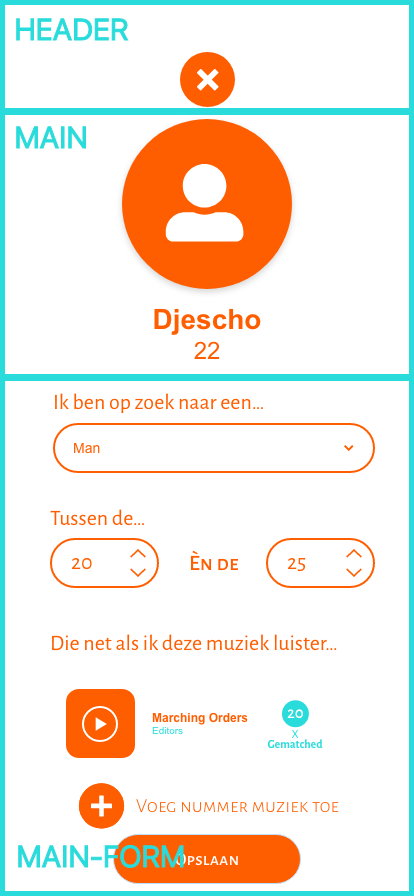 HEADER
MAIN
Djescho
22
Ik ben op zoek naar een...
Man
Tussen de...
20 Èn de 25
Die net als ik deze muziek luister...
Marching Orders
Editors
20
X
Gematched
Voeg nummer muziek toe
MAIN-FORM
Opslaan